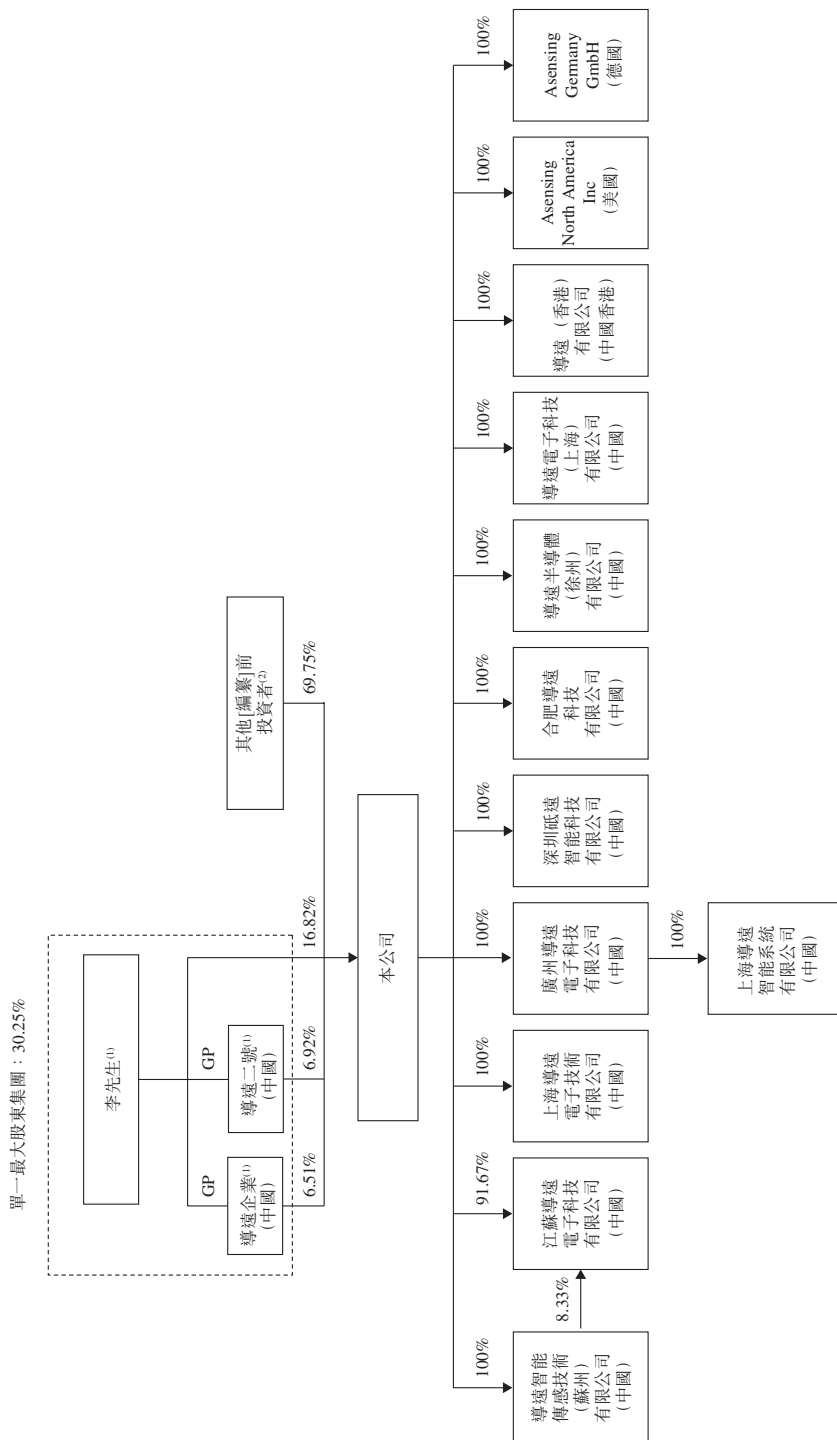 單一最大股東集團：30.25%
李先生(1)
GP
GP
導遠企業(1)
(中國)
導遠二號(1)
(中國)
其他[編纂]前
投資者(2)
6.51%
6.92%
16.82%
69.75%
本公司
100%
91.67%
100%
100%
100%
100%
100%
100%
100%
100%
100%
導遠智能
傳感技術
(蘇州)
有限公司
(中國)
8.33%
江蘇導遠
電子科技
有限公司
(中國)
上海導遠
電子技術
有限公司
(中國)
廣州導遠
電子科技
有限公司
(中國)
深圳砥遠
智能科技
有限公司
(中國)
合肥導遠
科技
有限公司
(中國)
導遠半導體
(徐州)
有限公司
(中國)
導遠電子科技
(上海)
有限公司
(中國)
導遠（香港）
有限公司
(中國香港)
Asensing
North America
Inc
(美國)
Asensing
Germany
GmbH
(德國)
100%
上海導遠
智能系統
有限公司
(中國)